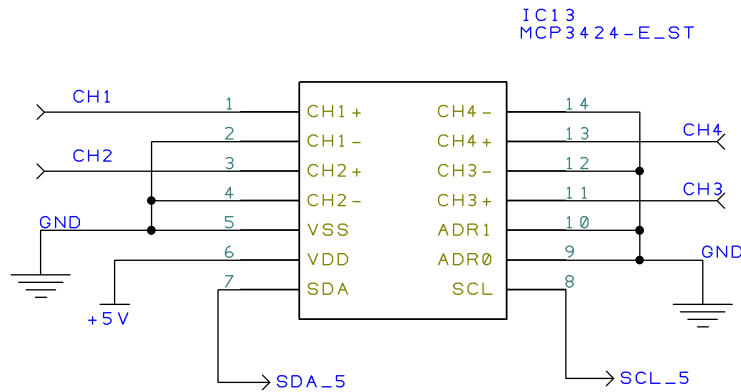 IC13
MCP3424-E_ST
CH1 1 CH1+ CH4- 14
2 CH1- CH4+ 13 CH4
CH2 3 CH2+ CH3- 12
4 CH2- CH3+ 11 CH3
GND 5 VSS ADR1 10
6 VDD ADR0 9 GND
7 SDA SCL 8
+5V
SDA_5 SCL_5